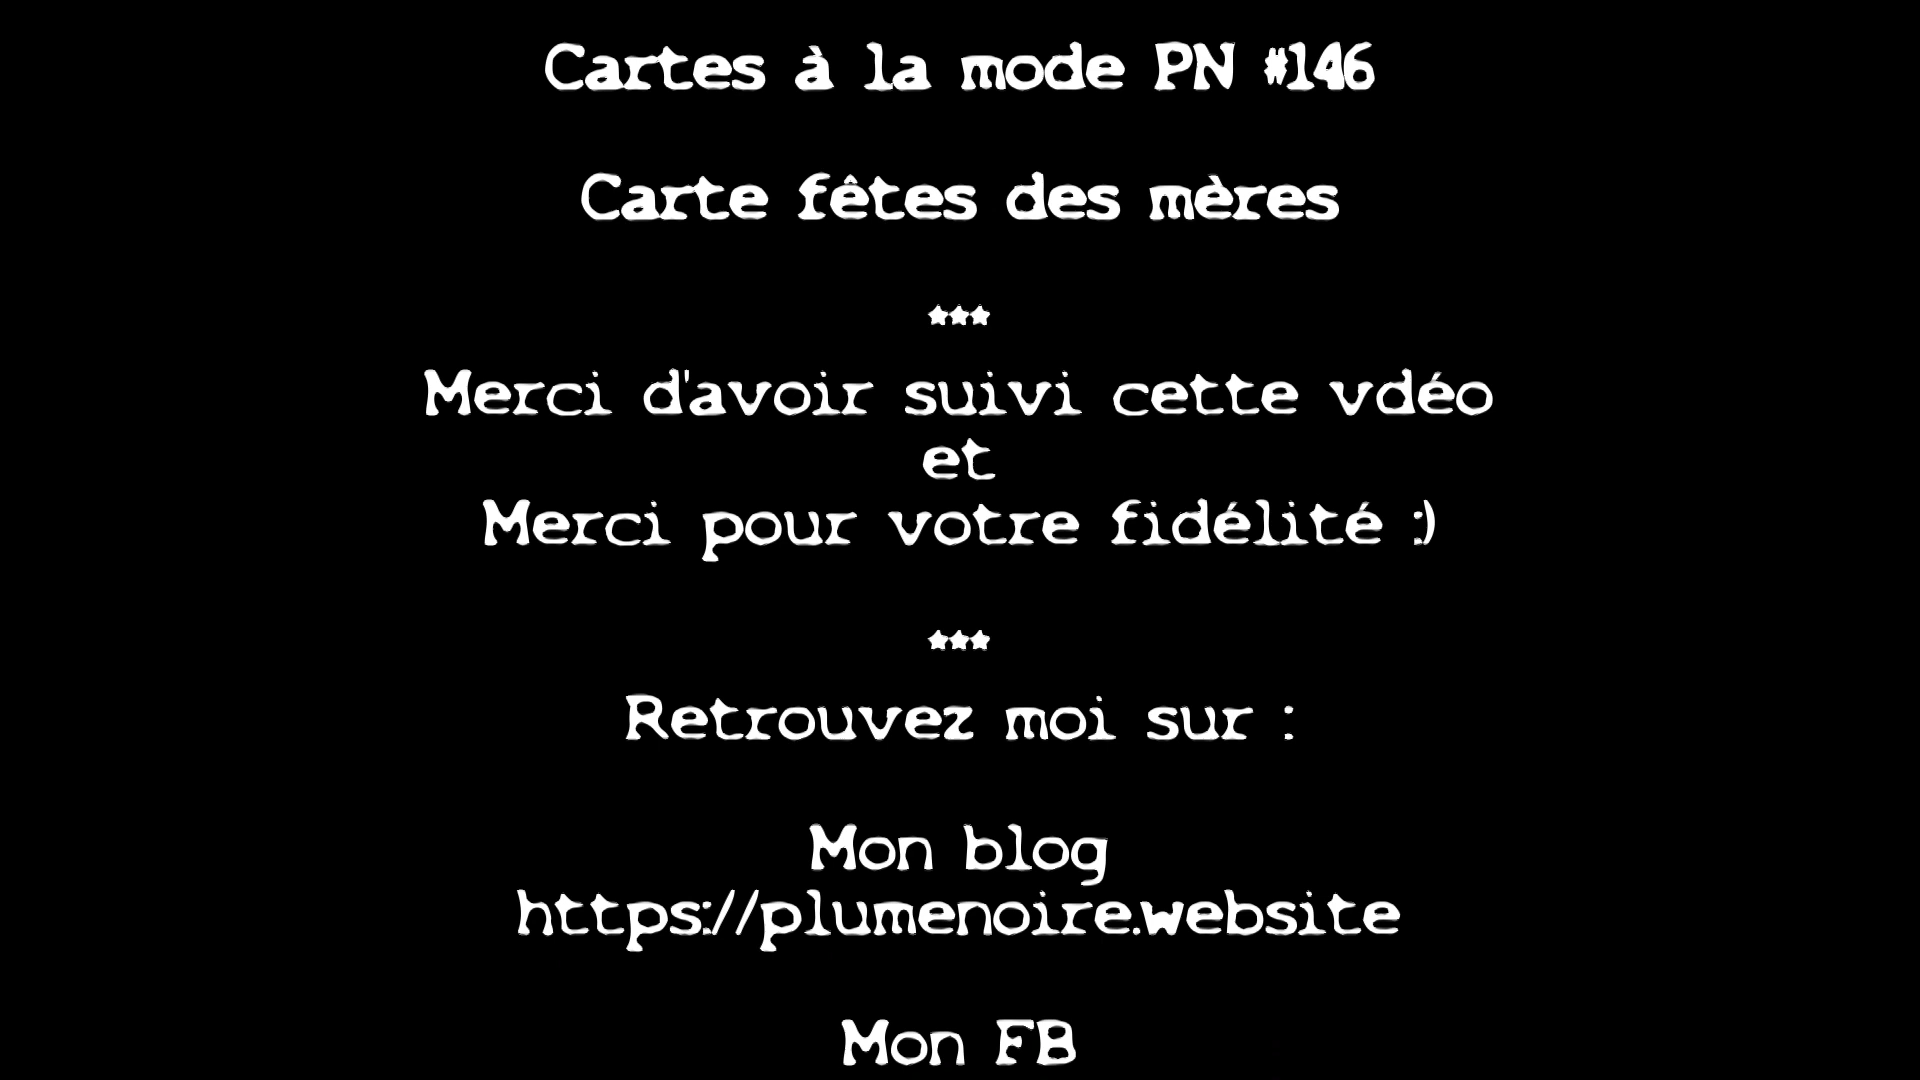 Cartes à la mode PN #146
Carte fêtes des mères
***
Merci d'avoir suivi cette vdéo
et
Merci pour votre fidélité :)
***
Retrouvez moi sur :
Mon blog
https://plumenoire.website
Mon FB